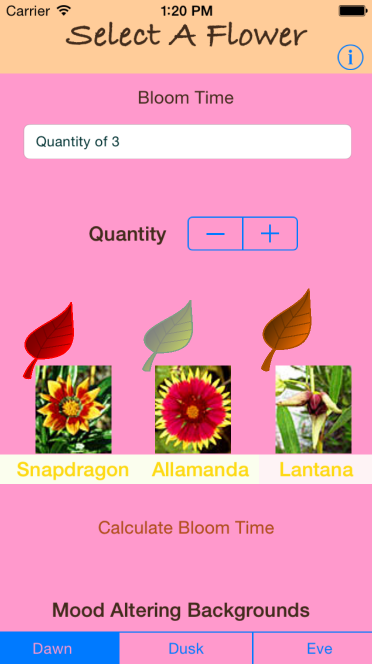 Carrier 1:20 PM
Select A Flower
i
Bloom Time
Quantity of 3
Quantity − +
Snapdragon Allamanda Lantana
Calculate Bloom Time
Mood Altering Backgrounds
Dawn Dusk Eve